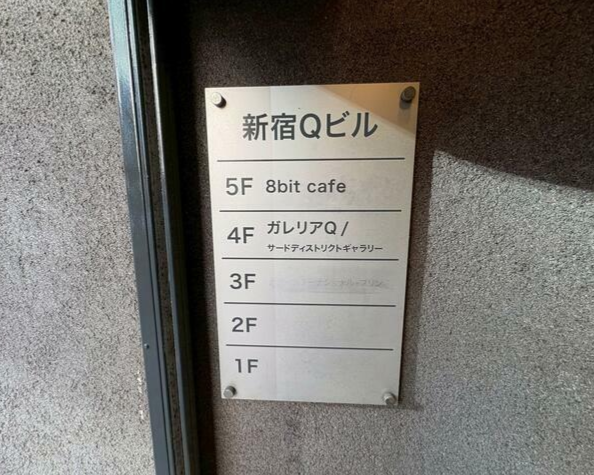 新宿Qビル
5F 8bit cafe
4F ガレリアQ /
サードディストリクトギャラリー
3F
2F
1F